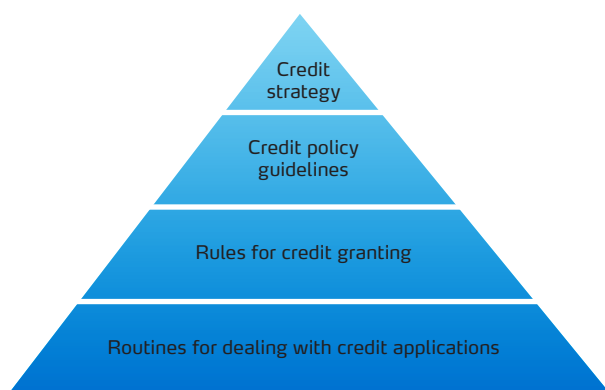 Credit
strategy
Credit policy
guidelines
Rules for credit granting
Routines for dealing with credit applications